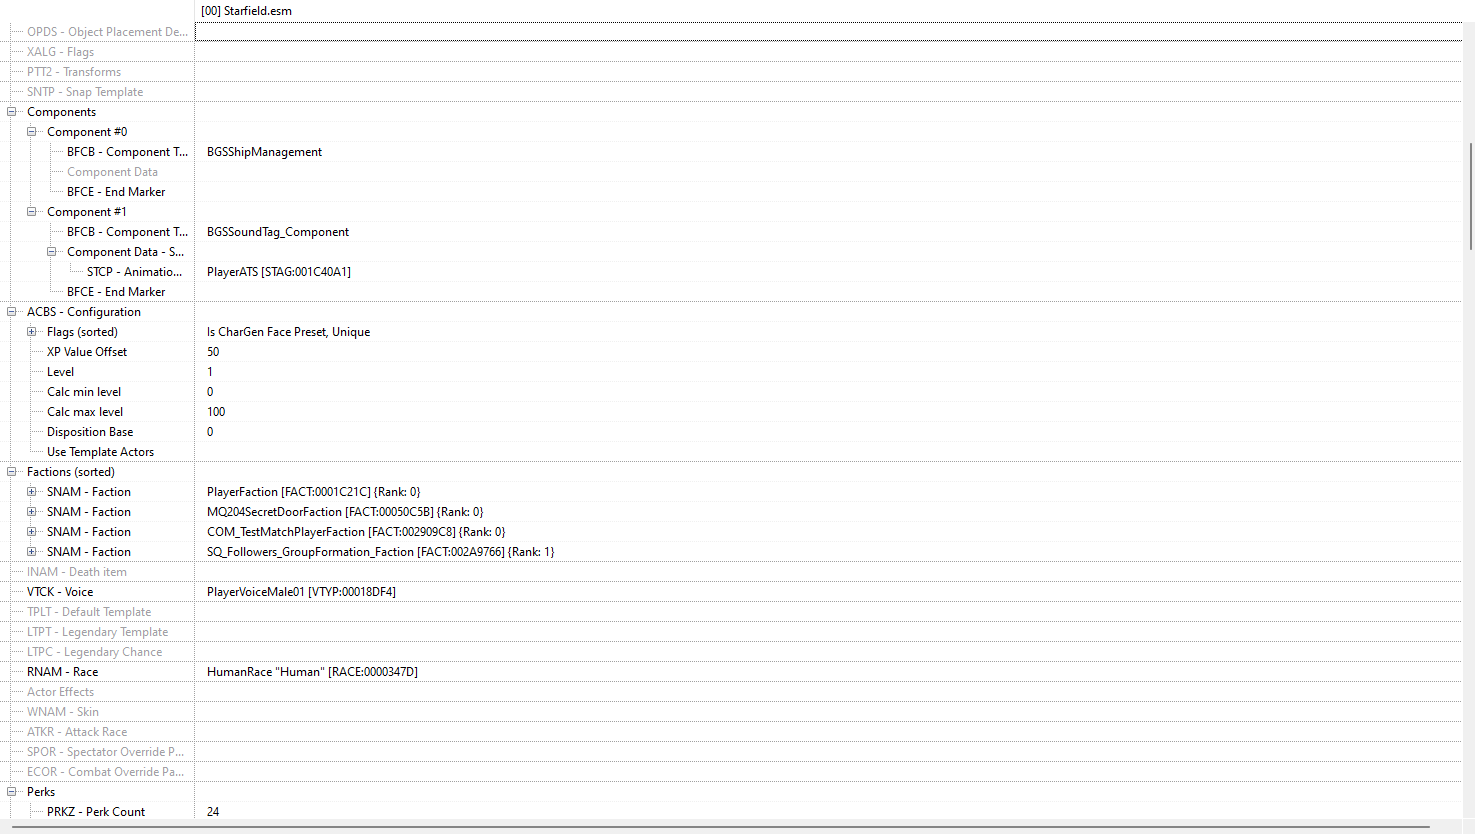 [00] Starfield.esm
OPDS - Object Placement De...
XALG - Flags
PTT2 - Transforms
SNTP - Snap Template
Components
Component #0
BFCB - Component T... BGSShipManagement
Component Data
BFCE - End Marker
Component #1
BFCB - Component T... BGSSoundTag_Component
Component Data - S...
STCP - Animatio... PlayerATS [STAG:001C40A1]
BFCE - End Marker
ACBS - Configuration
Flags (sorted) Is CharGen Face Preset, Unique
XP Value Offset 50
Level 1
Calc min level 0
Calc max level 100
Disposition Base 0
Use Template Actors
Factions (sorted)
SNAM - Faction PlayerFaction [FACT:0001C21C] {Rank: 0}
SNAM - Faction MQ204SecretDoorFaction [FACT:00050C5B] {Rank: 0}
SNAM - Faction COM_TestMatchPlayerFaction [FACT:002909C8] {Rank: 0}
SNAM - Faction SQ_Followers_GroupFormation_Faction [FACT:002A9766] {Rank: 1}
INAM - Death item
VTCK - Voice PlayerVoiceMale01 [VTYP:00018DF4]
TPLT - Default Template
LTPT - Legendary Template
LTPC - Legendary Chance
RNAM - Race HumanRace "Human" [RACE:0000347D]
Actor Effects
WNAM - Skin
ATKR - Attack Race
SPOR - Spectator Override P...
ECOR - Combat Override Pa...
Perks
PRKZ - Perk Count 24